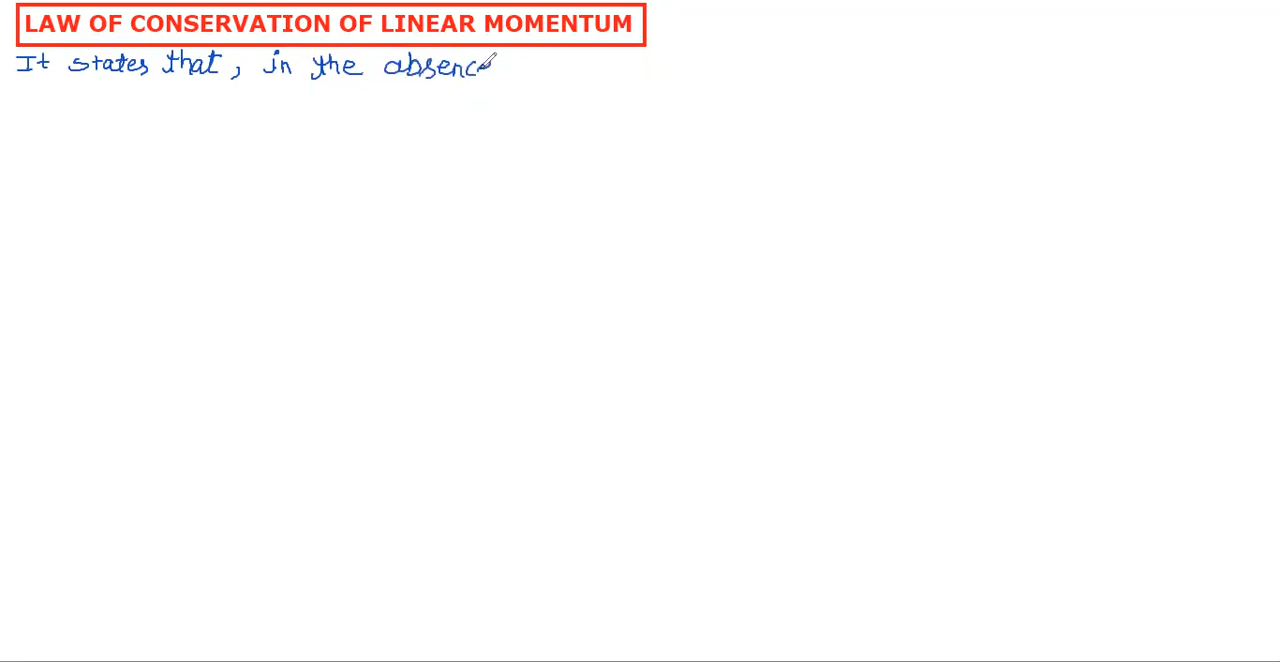 LAW OF CONSERVATION OF LINEAR MOMENTUM
It states that, in the absenc